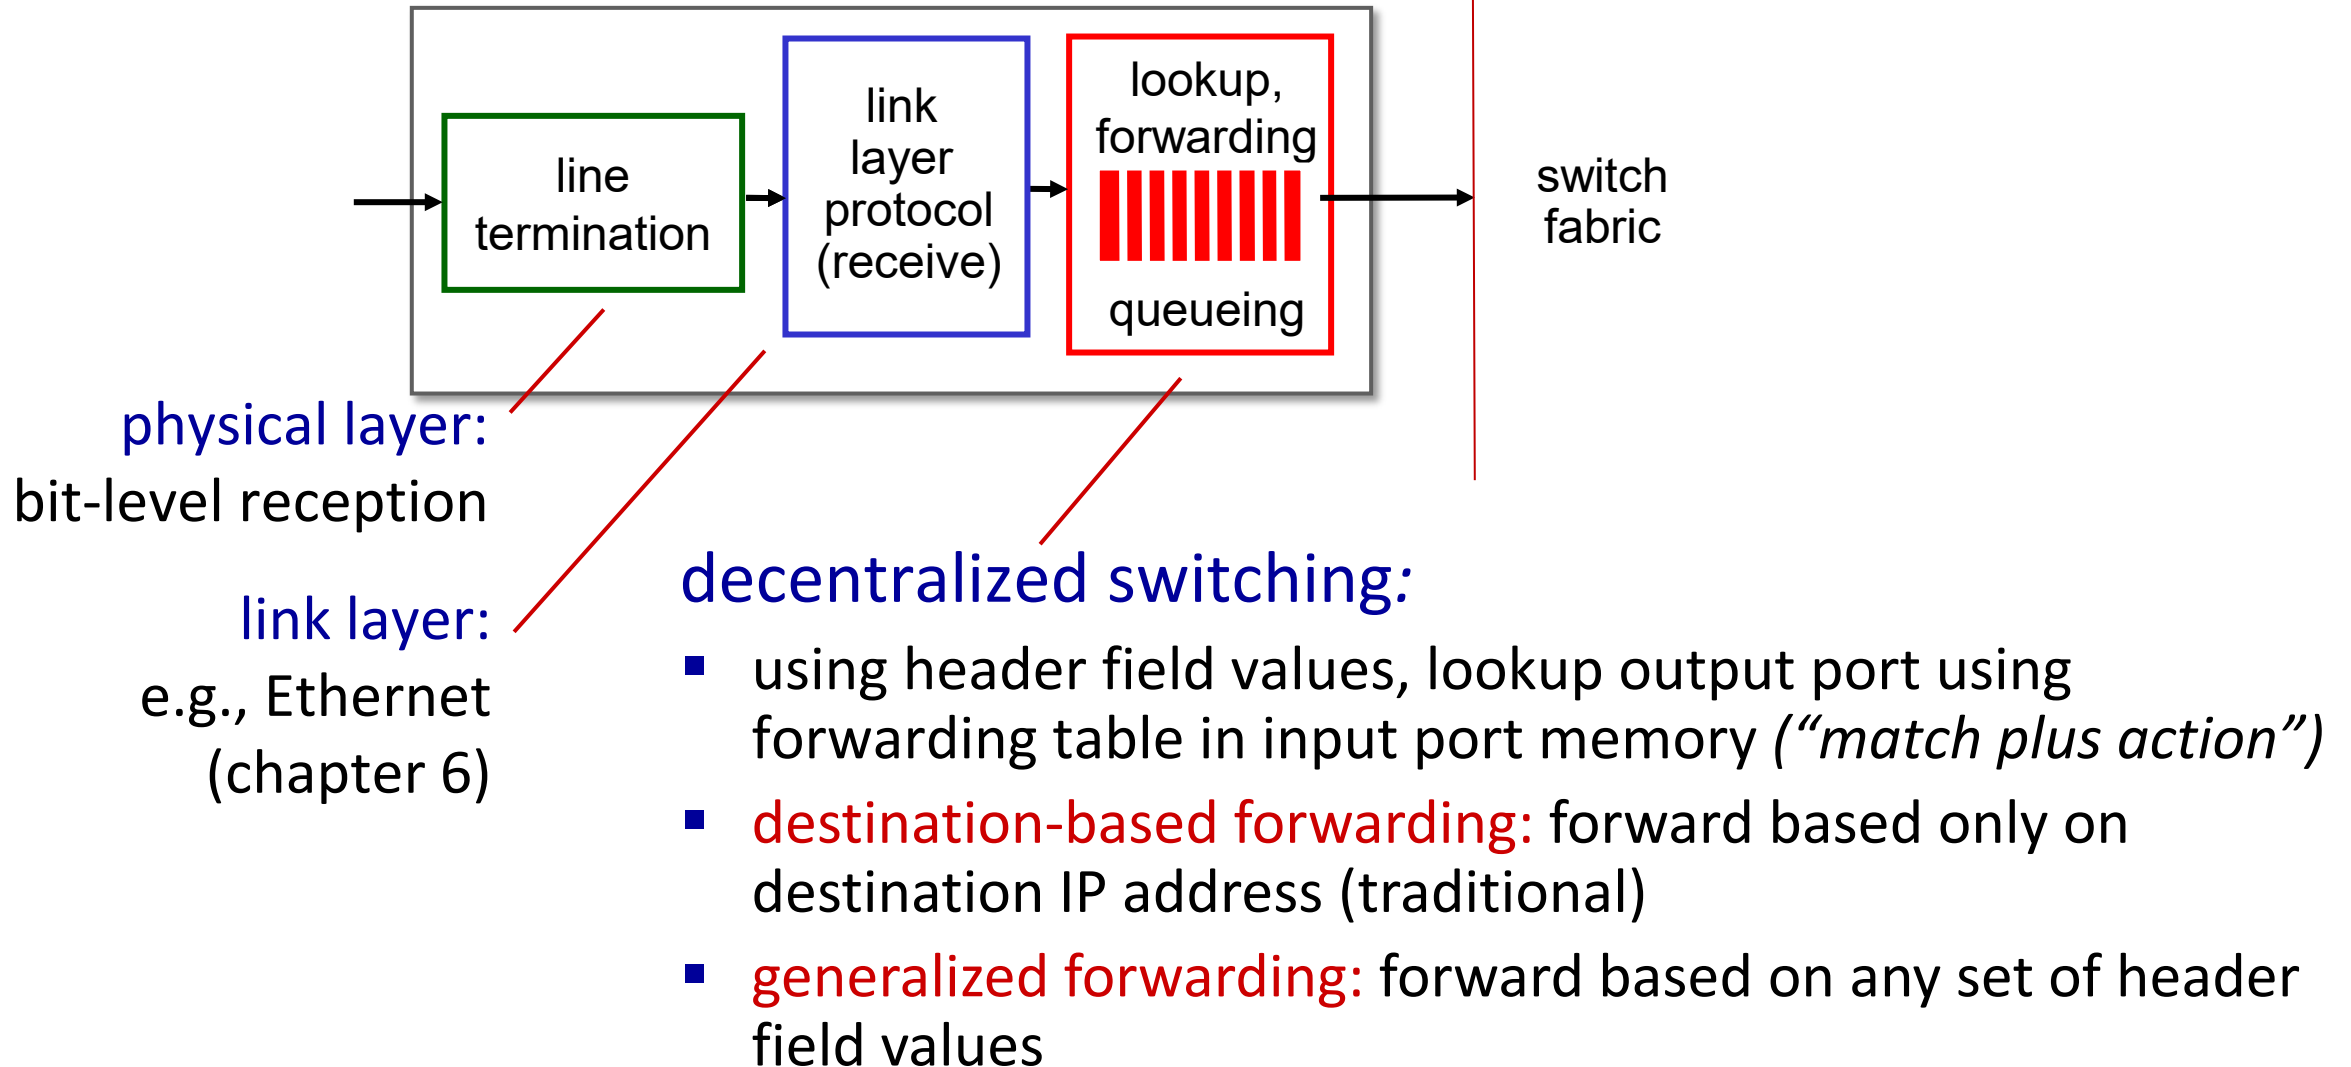 line
termination
link
layer
protocol
(receive)
lookup,
forwarding
queueing
switch
fabric
physical layer:
bit-level reception
link layer:
e.g., Ethernet
(chapter 6)
decentralized switching:
▪ using header field values, lookup output port using
forwarding table in input port memory (“match plus action”)
▪ destination-based forwarding: forward based only on
destination IP address (traditional)
▪ generalized forwarding: forward based on any set of header
field values